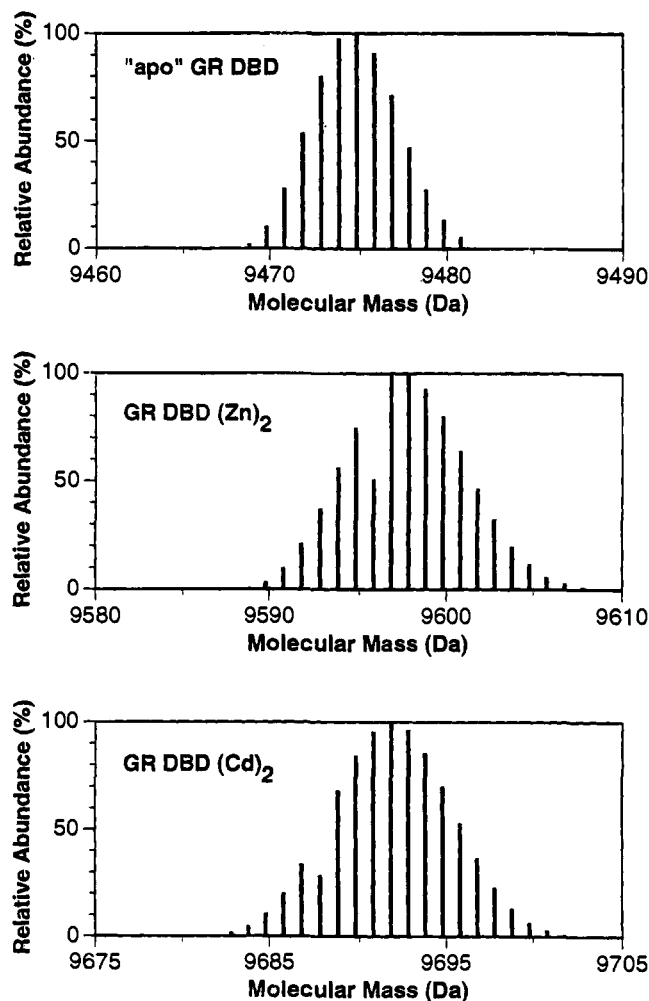 Relative Abundance (%)
100
50
0
"apo" GR DBD
9460
9470
9480
9490
Molecular Mass (Da)
Relative Abundance (%)
100
50
0
GR DBD (Zn)2
9580
9590
9600
9610
Molecular Mass (Da)
Relative Abundance (%)
100
50
0
GR DBD (Cd)2
9675
9685
9695
9705
Molecular Mass (Da)